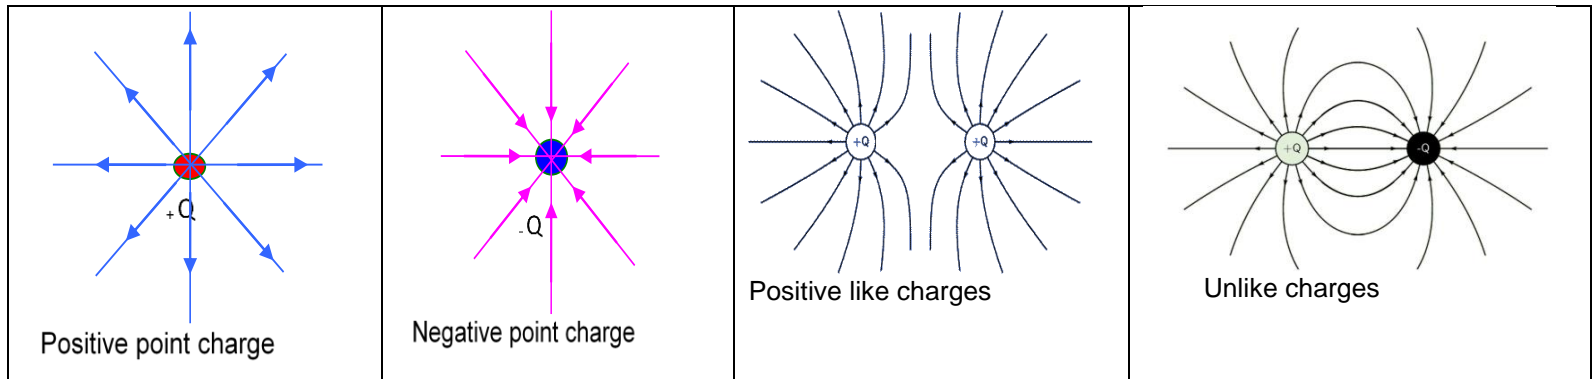 +Q
Positive point charge
-Q
Negative point charge
+Q +Q
Positive like charges
+Q -Q
Unlike charges